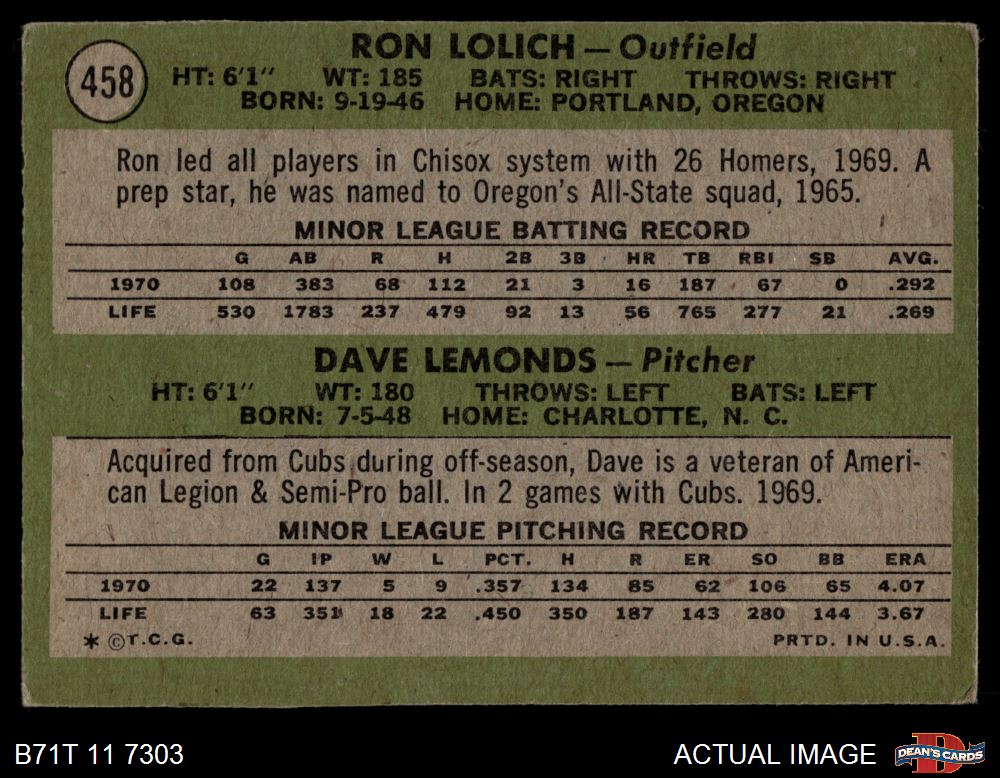 458
RON LOLICH — Outfield
HT: 6'1" WT: 185 BATS: RIGHT THROWS: RIGHT
BORN: 9-19-46 HOME: PORTLAND, OREGON
Ron led all players in Chisox system with 26 Homers, 1969. A
prep star, he was named to Oregon's All-State squad, 1965.
MINOR LEAGUE BATTING RECORD
G AB R H 2B 3B HR TB RBI SB AVG.
1970 108 383 68 112 21 3 16 187 67 0 .292
LIFE 530 1783 237 479 92 13 56 765 277 21 .269
DAVE LEMONDS — Pitcher
HT: 6'1" WT: 180 THROWS: LEFT BATS: LEFT
BORN: 7-5-48 HOME: CHARLOTTE, N. C.
Acquired from Cubs during off-season, Dave is a veteran of Ameri-
can Legion & Semi-Pro ball. In 2 games with Cubs. 1969.
MINOR LEAGUE PITCHING RECORD
G IP W L PCT. H R ER SO BB ERA
1970 22 137 5 9 .357 134 85 62 106 65 4.07
LIFE 63 351 18 22 .450 350 187 143 280 144 3.67
* ©T.C.G. PRTD. IN U.S.A.
B71T 11 7303 ACTUAL IMAGE D DEAN'S CARDS